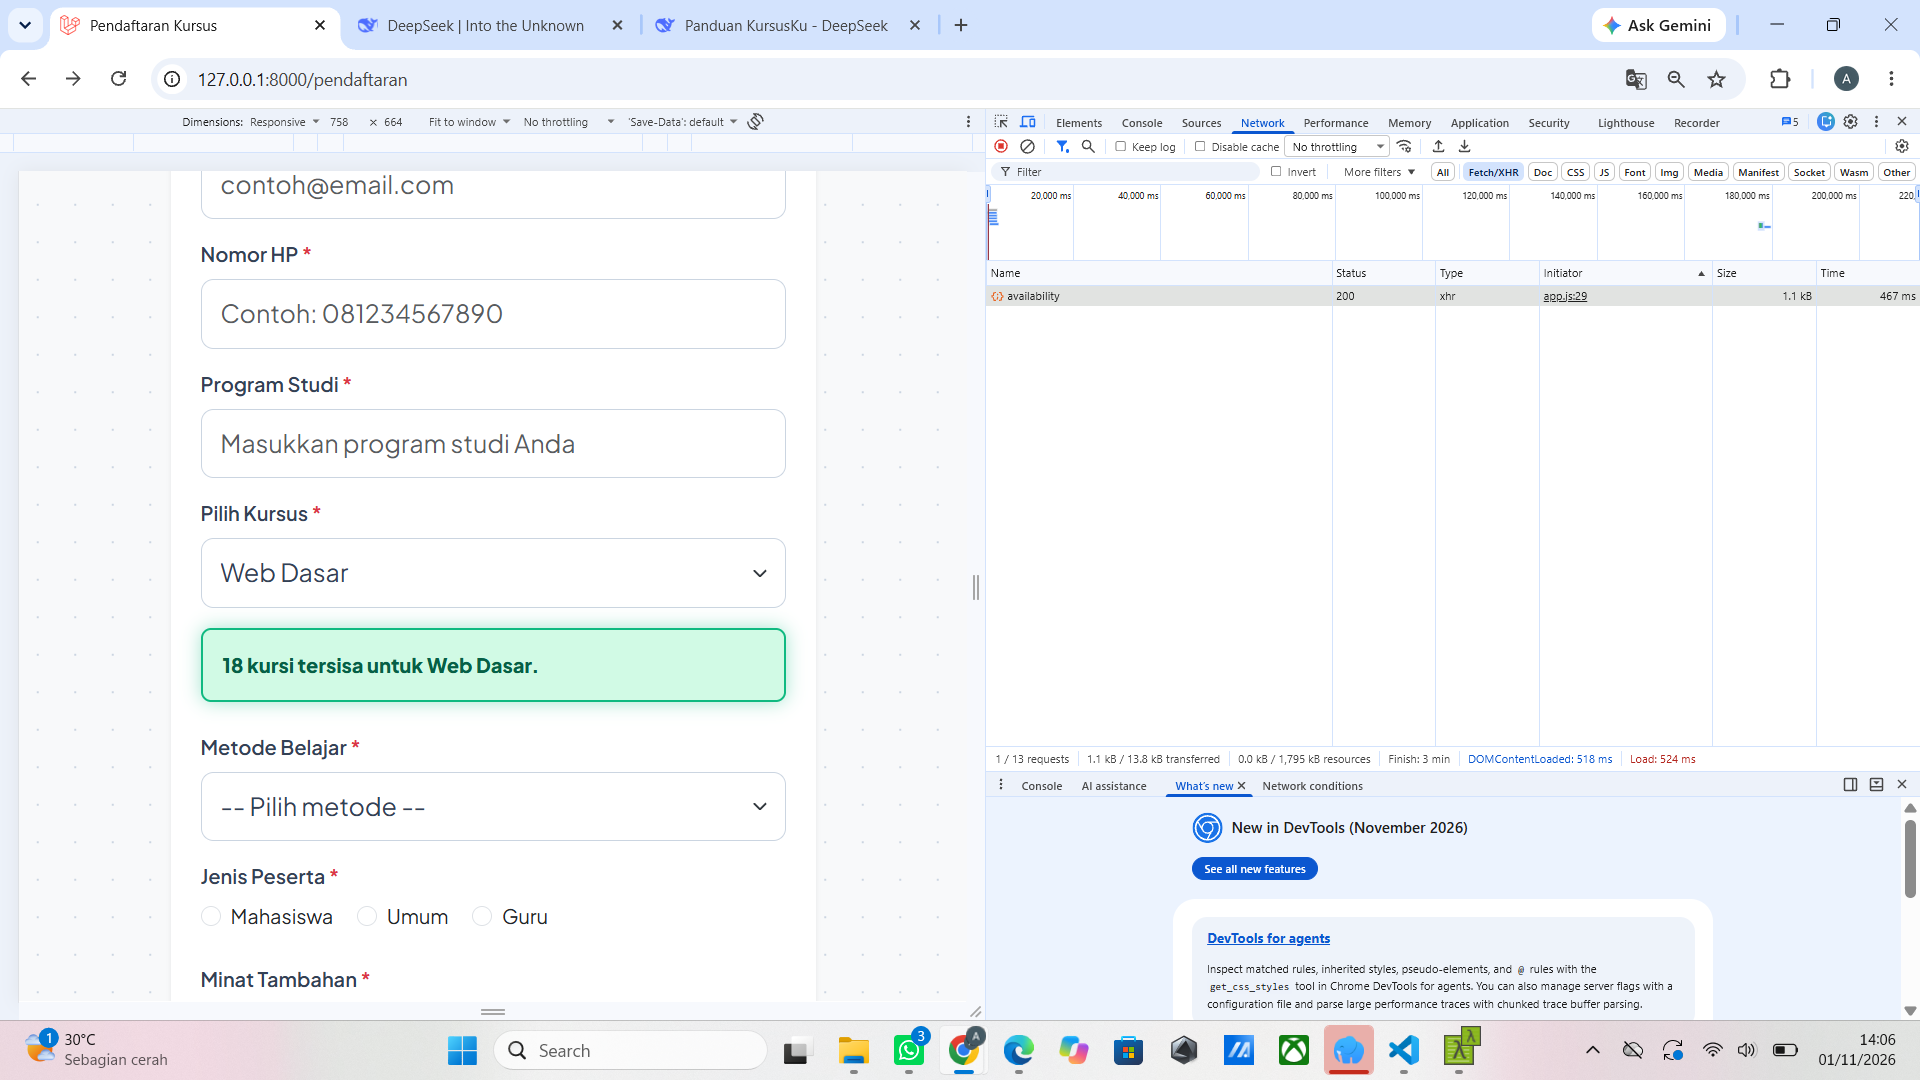 Pendaftaran Kursus
DeepSeek | Into the Unknown
Panduan KursusKu - DeepSeek
Ask Gemini
127.0.0.1:8000/pendaftaran
A
Dimensions: Responsive 758 × 664 Fit to window No throttling 'Save-Data': default
contoh@email.com
Nomor HP *
Contoh: 081234567890
Program Studi *
Masukkan program studi Anda
Pilih Kursus *
Web Dasar
18 kursi tersisa untuk Web Dasar.
Metode Belajar *
-- Pilih metode --
Jenis Peserta *
Mahasiswa Umum Guru
Minat Tambahan *
Elements Console Sources Network Performance Memory Application Security Lighthouse Recorder 5
Keep log Disable cache No throttling
Filter Invert More filters All Fetch/XHR Doc CSS JS Font Img Media Manifest Socket Wasm Other
20,000 ms 40,000 ms 60,000 ms 80,000 ms 100,000 ms 120,000 ms 140,000 ms 160,000 ms 180,000 ms 200,000 ms 220,
Name Status Type Initiator Size Time
availability 200 xhr app.js:29 1.1 kB 467 ms
1 / 13 requests 1.1 kB / 13.8 kB transferred 0.0 kB / 1,795 kB resources Finish: 3 min DOMContentLoaded: 518 ms Load: 524 ms
Console AI assistance What's new Network conditions
New in DevTools (November 2026)
See all new features
DevTools for agents
Inspect matched rules, inherited styles, pseudo-elements, and @ rules with the
get_css_styles tool in Chrome DevTools for agents. You can also manage server flags with a
configuration file and parse large performance traces with chunked trace buffer parsing.
1
30°C
Sebagian cerah
Search
3
A
14:06
01/11/2026